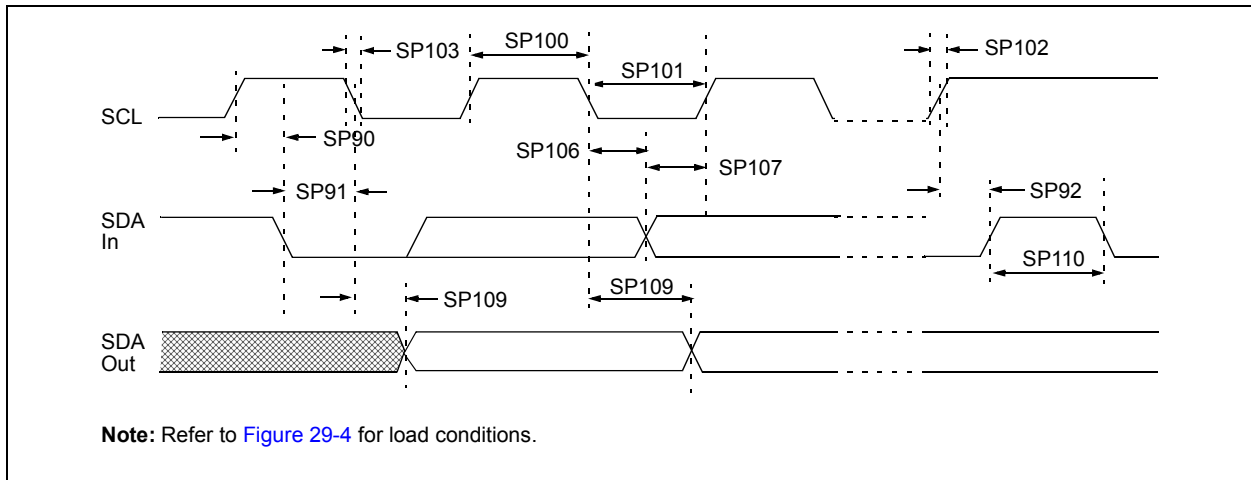 SP103
SP100
SP102
SP101
SCL
SP90
SP106
SP107
SP91
SP92
SDA
In
SP110
SP109
SP109
SDA
Out
Note: Refer to Figure 29-4 for load conditions.